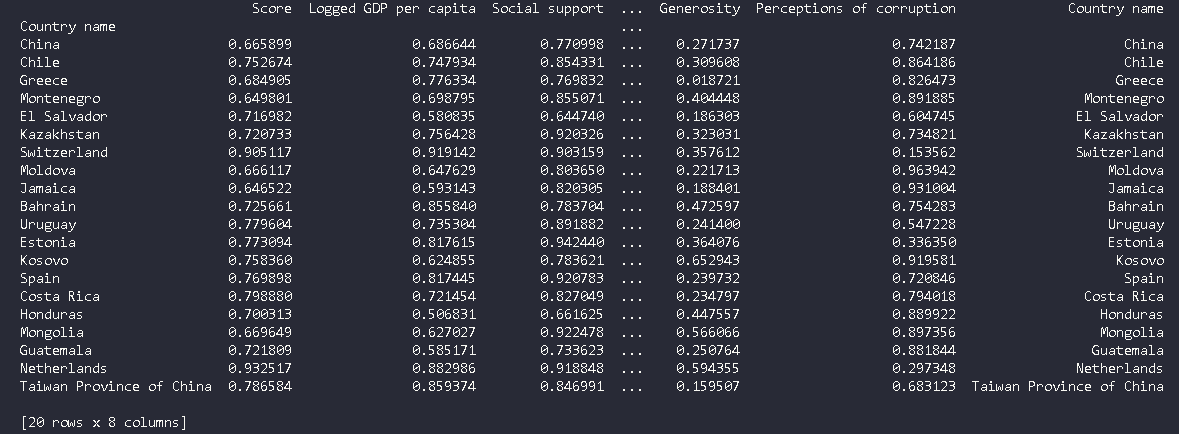 Score Logged GDP per capita Social support ... Generosity Perceptions of corruption Country name
Country name ...
China 0.665899 0.686644 0.770998 ... 0.271737 0.742187 China
Chile 0.752674 0.747934 0.854331 ... 0.309608 0.864186 Chile
Greece 0.684905 0.776334 0.769832 ... 0.018721 0.826473 Greece
Montenegro 0.649801 0.698795 0.855071 ... 0.404448 0.891885 Montenegro
El Salvador 0.716982 0.580835 0.644740 ... 0.186303 0.604745 El Salvador
Kazakhstan 0.720733 0.756428 0.920326 ... 0.323031 0.734821 Kazakhstan
Switzerland 0.905117 0.919142 0.903159 ... 0.357612 0.153562 Switzerland
Moldova 0.666117 0.647629 0.803650 ... 0.221713 0.963942 Moldova
Jamaica 0.646522 0.593143 0.820305 ... 0.188401 0.931004 Jamaica
Bahrain 0.725661 0.855840 0.783704 ... 0.472597 0.754283 Bahrain
Uruguay 0.779604 0.735304 0.891882 ... 0.241400 0.547228 Uruguay
Estonia 0.773094 0.817615 0.942440 ... 0.364076 0.336350 Estonia
Kosovo 0.758360 0.624855 0.783621 ... 0.652943 0.919581 Kosovo
Spain 0.769898 0.817445 0.920783 ... 0.239732 0.720846 Spain
Costa Rica 0.798880 0.721454 0.827049 ... 0.234797 0.794018 Costa Rica
Honduras 0.700313 0.506831 0.661625 ... 0.447557 0.889922 Honduras
Mongolia 0.669649 0.627027 0.922478 ... 0.566066 0.897356 Mongolia
Guatemala 0.721809 0.585171 0.733623 ... 0.250764 0.881844 Guatemala
Netherlands 0.932517 0.882986 0.918848 ... 0.594355 0.297348 Netherlands
Taiwan Province of China 0.786584 0.859374 0.846991 ... 0.159507 0.683123 Taiwan Province of China
[20 rows x 8 columns]